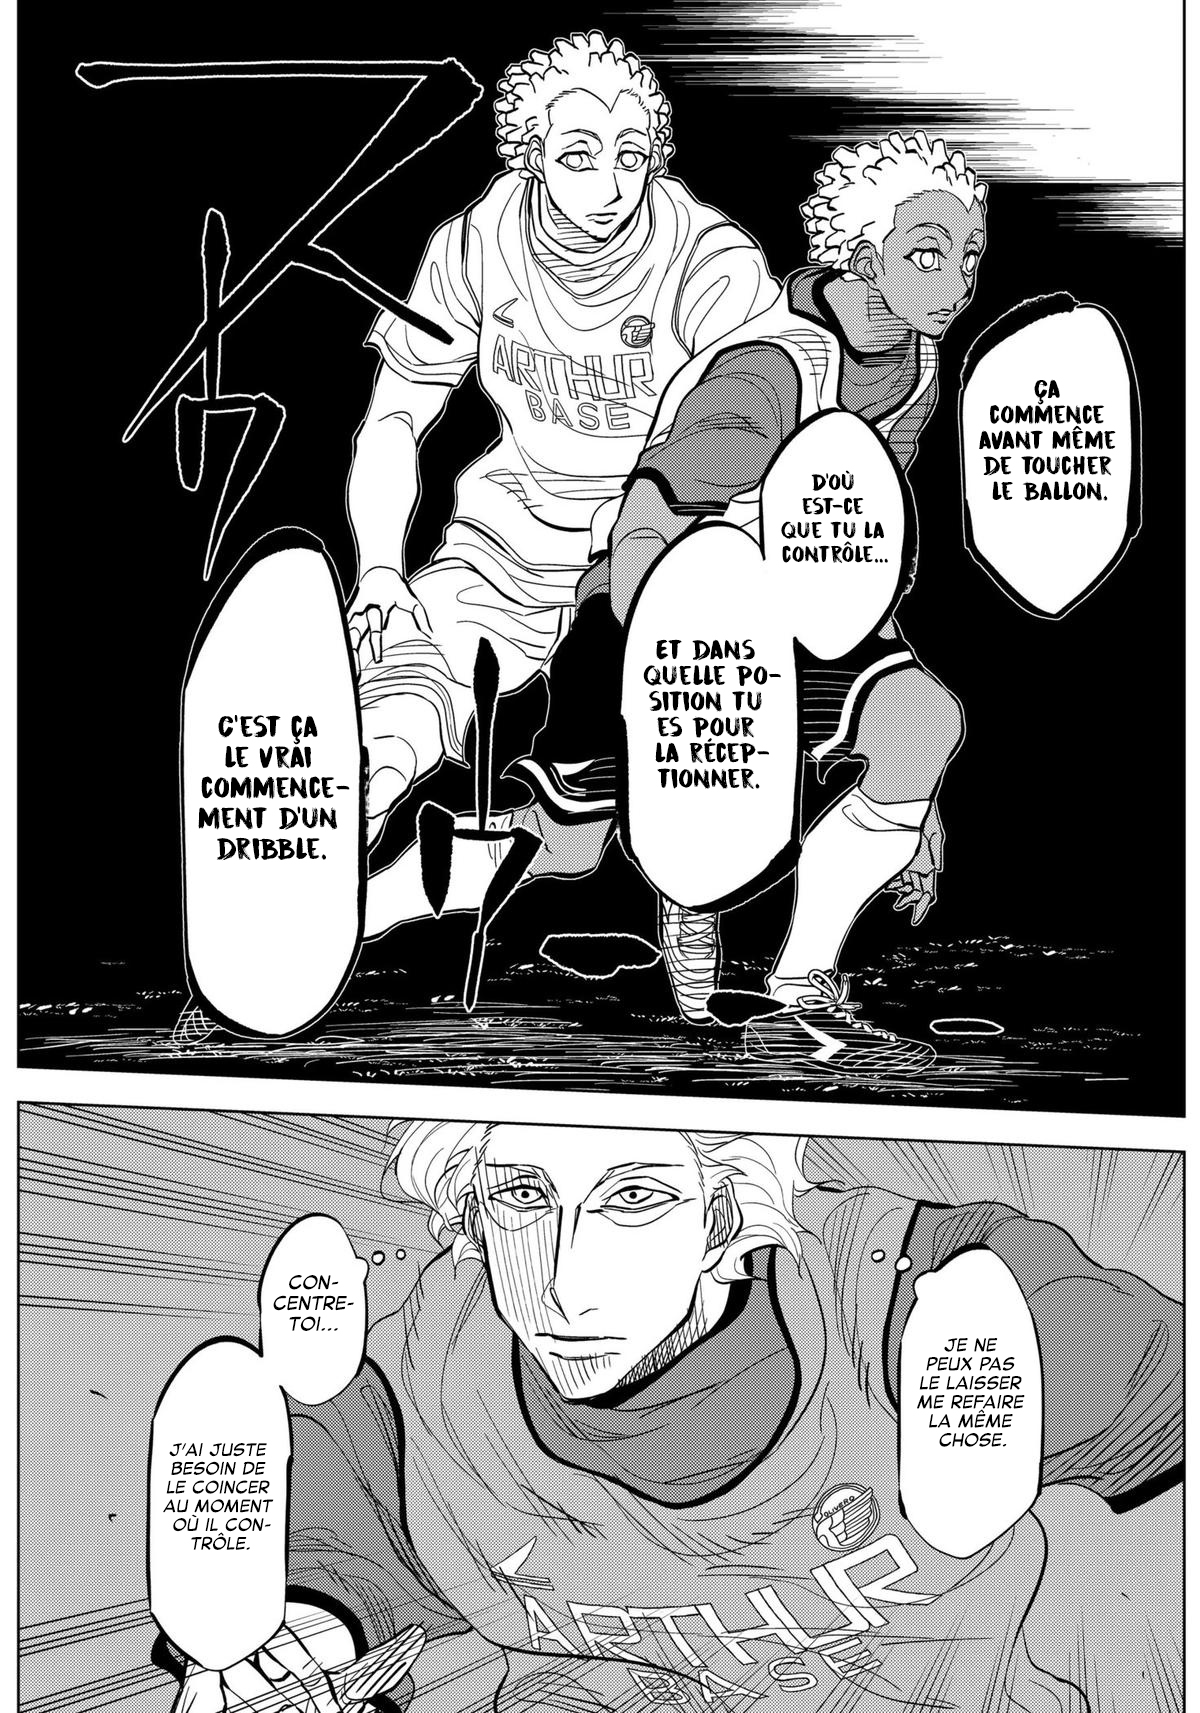 ÇA
COMMENCE
AVANT MÊME
DE TOUCHER
LE BALLON.
D'OÙ
EST-CE
QUE TU LA
CONTRÔLE...
ET DANS
QUELLE PO-
SITION TU
ES POUR
LA RÉCEP-
TIONNER.
C'EST ÇA
LE VRAI
COMMENCE-
MENT D'UN
DRIBBLE.
ARTHUR
BASE
JE NE
PEUX PAS
LE LAISSER
ME REFAIRE
LA MÊME
CHOSE.
CON-
CENTRE-
TOI...
J'AI JUSTE
BESOIN DE
LE COINCER
AU MOMENT
OÙ IL CON-
TRÔLE.
OLIVERO
ARTHUR
BASE